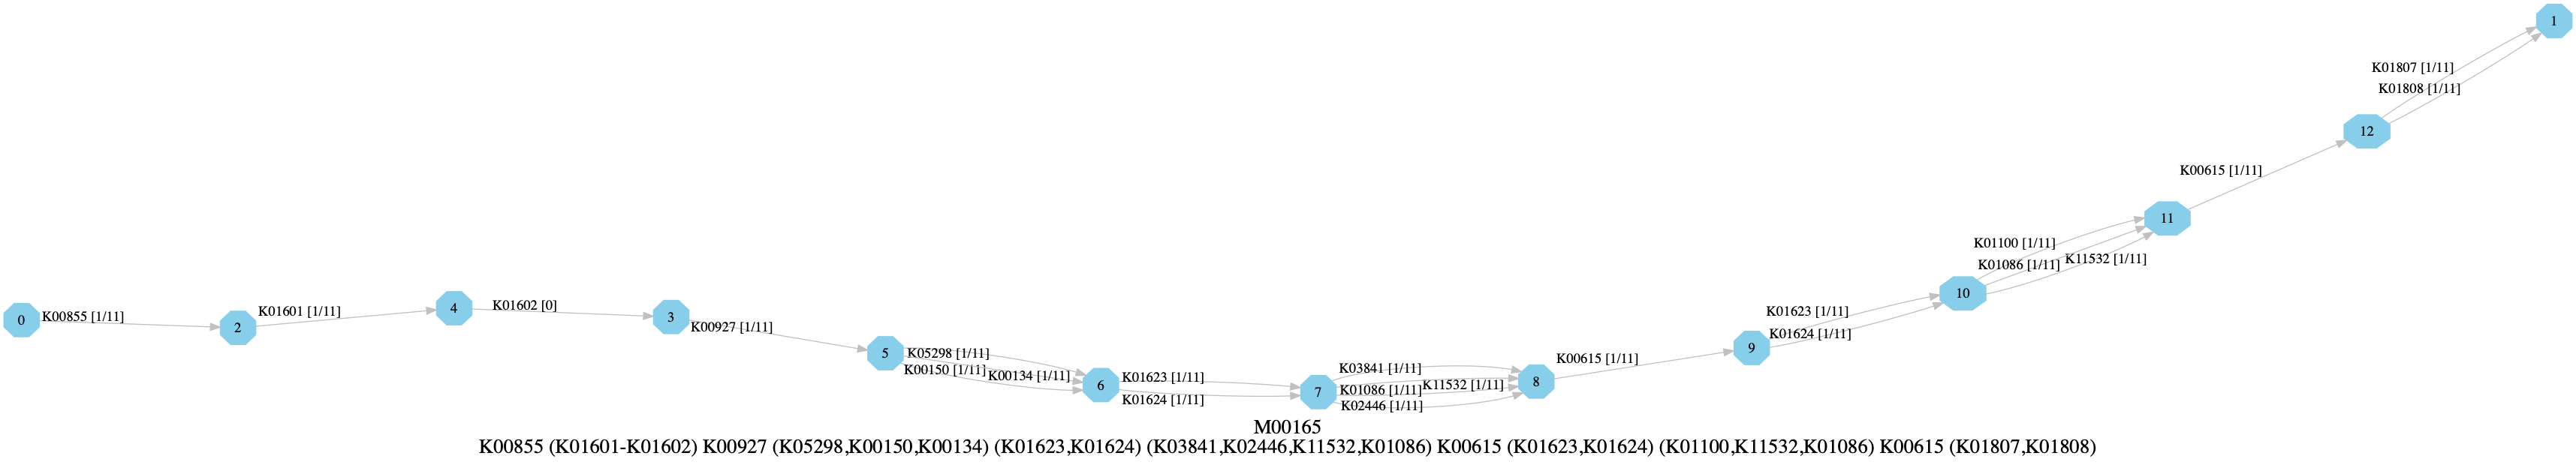 0
K00855 [1/11]
2
K01601 [1/11]
4
K01602 [0]
3
K00927 [1/11]
5
K05298 [1/11]
K00150 [1/11]
K00134 [1/11]
6
K01623 [1/11]
K01624 [1/11]
7
K03841 [1/11]
K01086 [1/11]
K11532 [1/11]
K02446 [1/11]
8
K00615 [1/11]
9
K01623 [1/11]
K01624 [1/11]
10
K01100 [1/11]
K01086 [1/11]
K11532 [1/11]
11
K00615 [1/11]
12
K01807 [1/11]
K01808 [1/11]
1
M00165
K00855 (K01601-K01602) K00927 (K05298,K00150,K00134) (K01623,K01624) (K03841,K02446,K11532,K01086) K00615 (K01623,K01624) (K01100,K11532,K01086) K00615 (K01807,K01808)